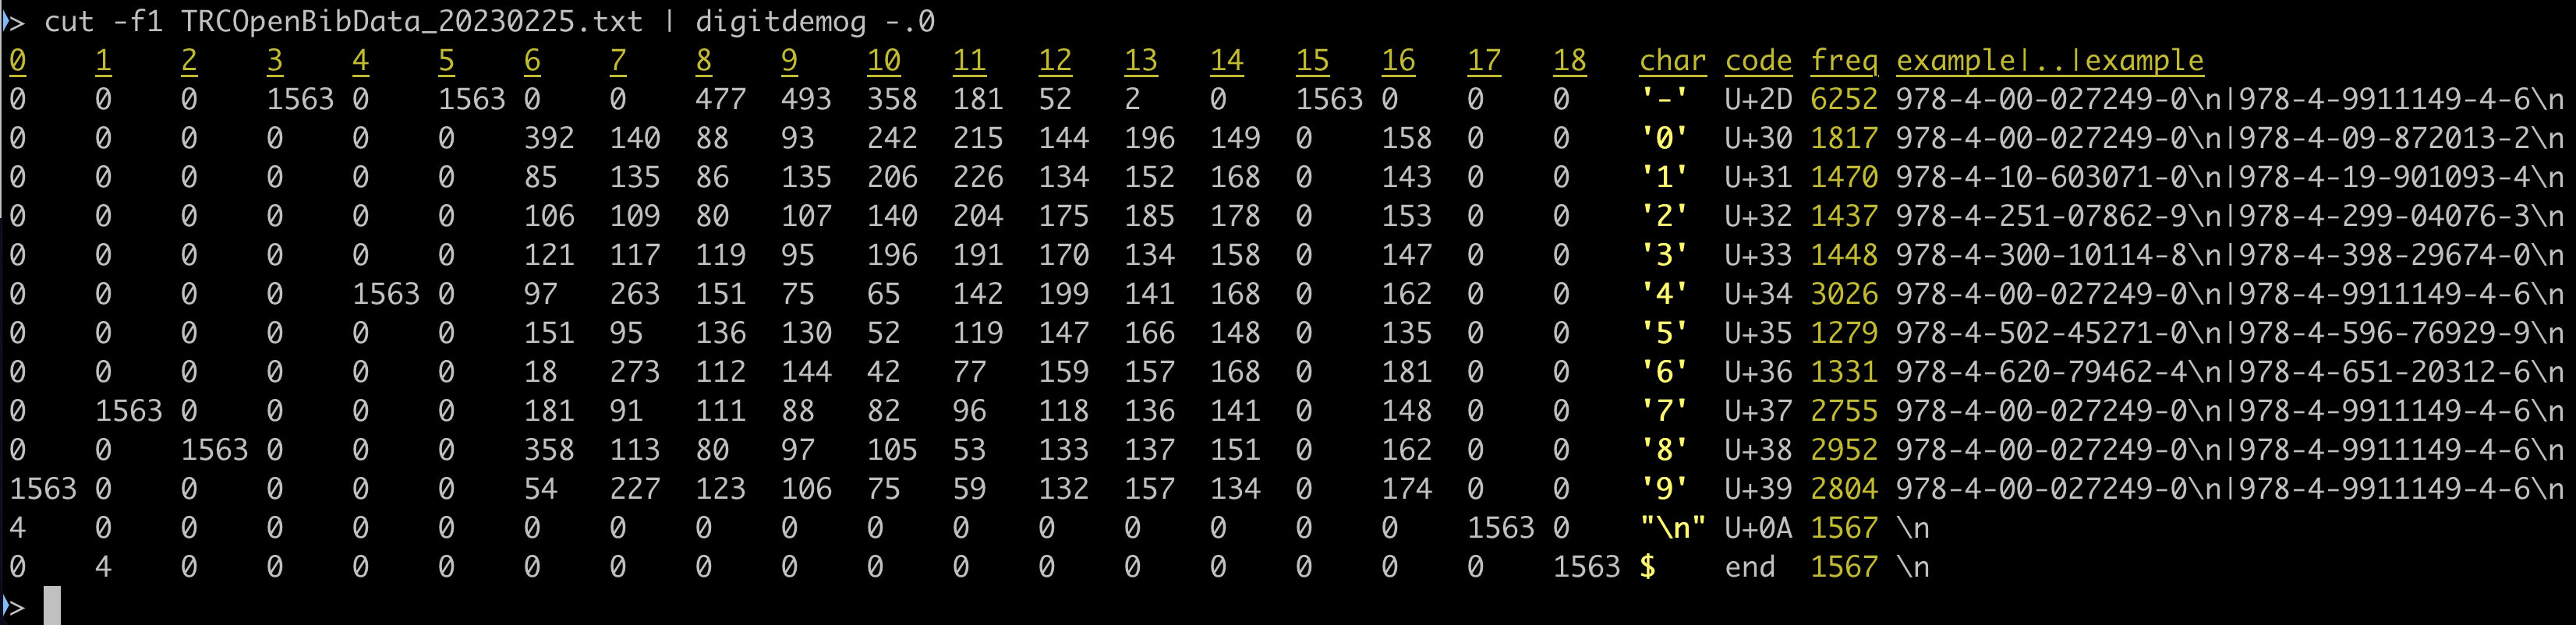 > cut -f1 TRCOpenBibData_20230225.txt | digitdemog -.0
0 1 2 3 4 5 6 7 8 9 10 11 12 13 14 15 16 17 18 char code freq example|..|example
0 0 0 1563 0 1563 0 0 477 493 358 181 52 2 0 1563 0 0 0 '-' U+2D 6252 978-4-00-027249-0\n|978-4-9911149-4-6\n
0 0 0 0 0 0 392 140 88 93 242 215 144 196 149 0 158 0 0 '0' U+30 1817 978-4-00-027249-0\n|978-4-09-872013-2\n
0 0 0 0 0 0 85 135 86 135 206 226 134 152 168 0 143 0 0 '1' U+31 1470 978-4-10-603071-0\n|978-4-19-901093-4\n
0 0 0 0 0 0 106 109 80 107 140 204 175 185 178 0 153 0 0 '2' U+32 1437 978-4-251-07862-9\n|978-4-299-04076-3\n
0 0 0 0 0 0 121 117 119 95 196 191 170 134 158 0 147 0 0 '3' U+33 1448 978-4-300-10114-8\n|978-4-398-29674-0\n
0 0 0 0 1563 0 97 263 151 75 65 142 199 141 168 0 162 0 0 '4' U+34 3026 978-4-00-027249-0\n|978-4-9911149-4-6\n
0 0 0 0 0 0 151 95 136 130 52 119 147 166 148 0 135 0 0 '5' U+35 1279 978-4-502-45271-0\n|978-4-596-76929-9\n
0 0 0 0 0 0 18 273 112 144 42 77 159 157 168 0 181 0 0 '6' U+36 1331 978-4-620-79462-4\n|978-4-651-20312-6\n
0 1563 0 0 0 0 181 91 111 88 82 96 118 136 141 0 148 0 0 '7' U+37 2755 978-4-00-027249-0\n|978-4-9911149-4-6\n
0 0 1563 0 0 0 358 113 80 97 105 53 133 137 151 0 162 0 0 '8' U+38 2952 978-4-00-027249-0\n|978-4-9911149-4-6\n
1563 0 0 0 0 0 54 227 123 106 75 59 132 157 134 0 174 0 0 '9' U+39 2804 978-4-00-027249-0\n|978-4-9911149-4-6\n
4 0 0 0 0 0 0 0 0 0 0 0 0 0 0 0 0 1563 0 "\n" U+0A 1567 \n
0 4 0 0 0 0 0 0 0 0 0 0 0 0 0 0 0 0 1563 $ end 1567 \n
>